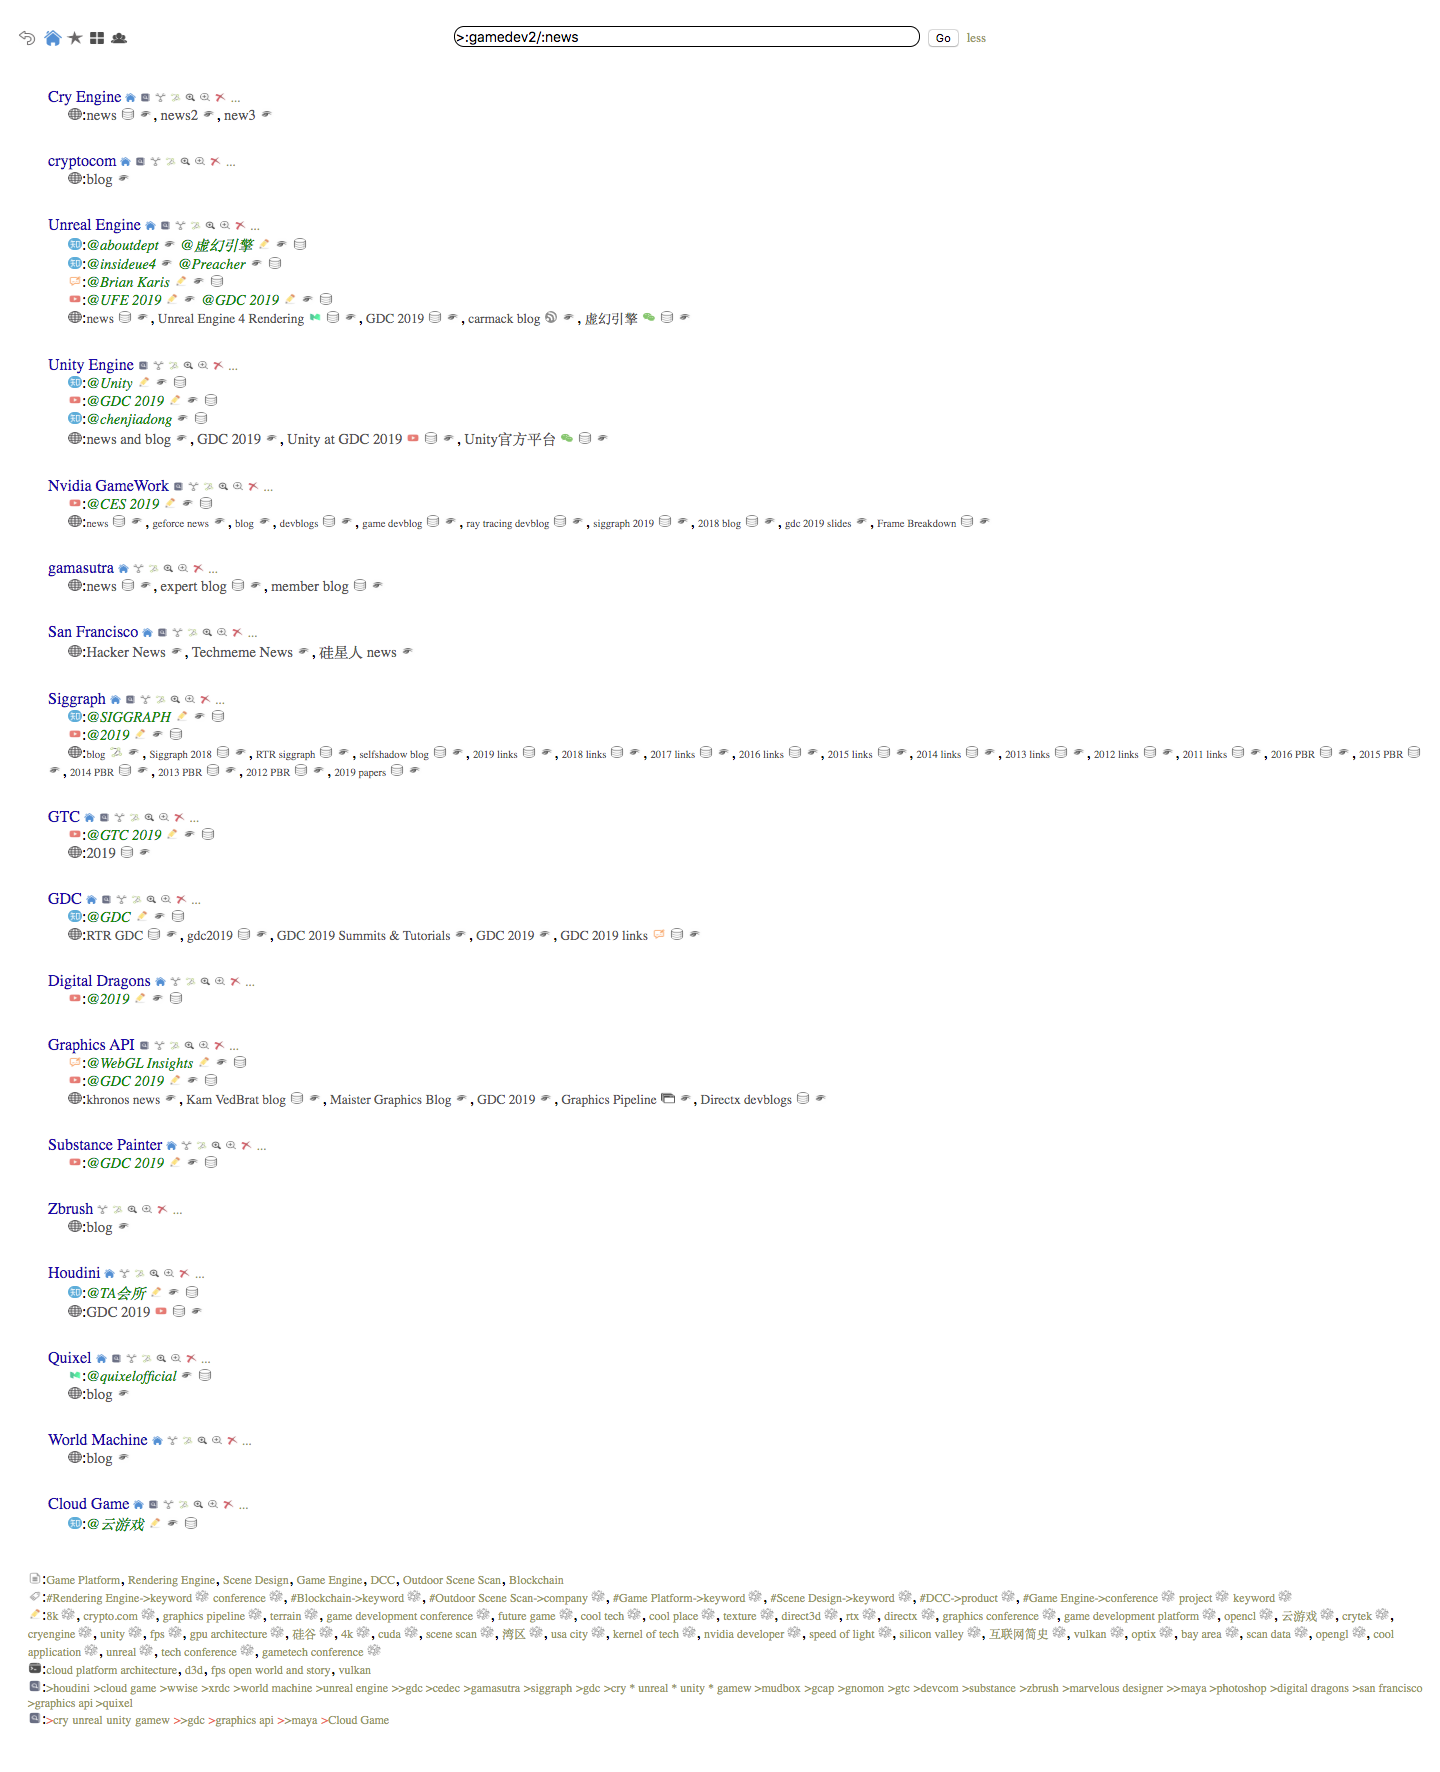 >:gamedev2/:news Go less
Cry Engine ...
:news , news2 , new3
cryptocom ...
:blog
Unreal Engine ...
知:@aboutdept @虚幻引擎
知:@insideue4 @Preacher
:@Brian Karis
:@UFE 2019 @GDC 2019
:news , Unreal Engine 4 Rendering , GDC 2019 , carmack blog , 虚幻引擎
Unity Engine ...
知:@Unity
:@GDC 2019
知:@chenjiadong
:news and blog , GDC 2019 , Unity at GDC 2019 , Unity官方平台
Nvidia GameWork ...
:@CES 2019
:news , geforce news , blog , devblogs , game devblog , ray tracing devblog , siggraph 2019 , 2018 blog , gdc 2019 slides , Frame Breakdown
gamasutra ...
:news , expert blog , member blog
San Francisco ...
:Hacker News , Techmeme News , 硅星人 news
Siggraph ...
知:@SIGGRAPH
:@2019
:blog , Siggraph 2018 , RTR siggraph , selfshadow blog , 2019 links , 2018 links , 2017 links , 2016 links , 2015 links , 2014 links , 2013 links , 2012 links , 2011 links , 2016 PBR , 2015 PBR
, 2014 PBR , 2013 PBR , 2012 PBR , 2019 papers
GTC ...
:@GTC 2019
:2019
GDC ...
知:@GDC
:RTR GDC , gdc2019 , GDC 2019 Summits & Tutorials , GDC 2019 , GDC 2019 links
Digital Dragons ...
:@2019
Graphics API ...
:@WebGL Insights
:@GDC 2019
:khronos news , Kam VedBrat blog , Maister Graphics Blog , GDC 2019 , Graphics Pipeline , Directx devblogs
Substance Painter ...
:@GDC 2019
Zbrush ...
:blog
Houdini ...
知:@TA会所
:GDC 2019
Quixel ...
:@quixelofficial
:blog
World Machine ...
:blog
Cloud Game ...
知:@云游戏
:Game Platform, Rendering Engine, Scene Design, Game Engine, DCC, Outdoor Scene Scan, Blockchain
:#Rendering Engine->keyword conference , #Blockchain->keyword , #Outdoor Scene Scan->company , #Game Platform->keyword , #Scene Design->keyword , #DCC->product , #Game Engine->conference project keyword
:8k , crypto.com , graphics pipeline , terrain , game development conference , future game , cool tech , cool place , texture , direct3d , rtx , directx , graphics conference , game development platform , opencl , 云游戏 , crytek ,
cryengine , unity , fps , gpu architecture , 硅谷 , 4k , cuda , scene scan , 湾区 , usa city , kernel of tech , nvidia developer , speed of light , silicon valley , 互联网简史 , vulkan , optix , bay area , scan data , opengl , cool
application , unreal , tech conference , gametech conference
:cloud platform architecture, d3d, fps open world and story, vulkan
:>houdini >cloud game >wwise >xrdc >world machine >unreal engine >>gdc >cedec >gamasutra >siggraph >gdc >cry * unreal * unity * gamew >mudbox >gcap >gnomon >gtc >devcom >substance >zbrush >marvelous designer >>maya >photoshop >digital dragons >san francisco
>graphics api >quixel
:>cry unreal unity gamew >>gdc >graphics api >>maya >Cloud Game